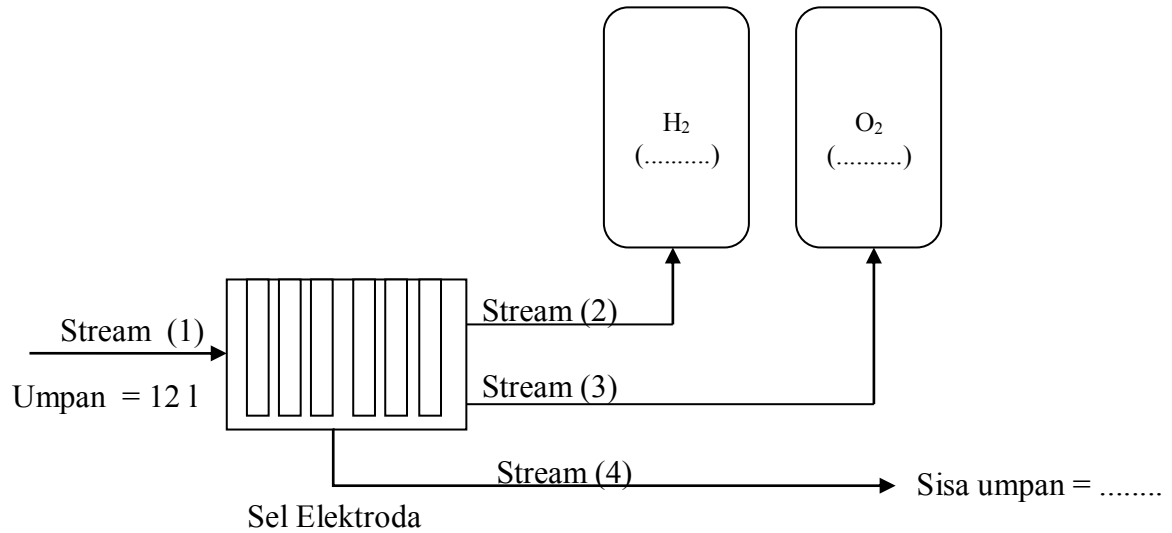 H₂
(..........)
O₂
(..........)
Stream (1)
Umpan = 12 l
Stream (2)
Stream (3)
Stream (4)
Sisa umpan = ........
Sel Elektroda